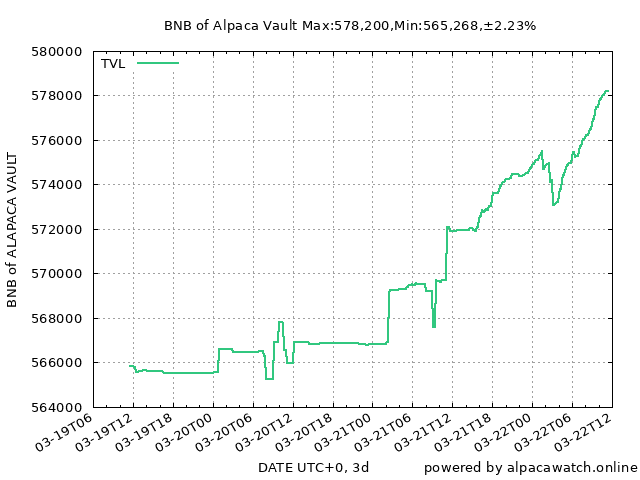 BNB of Alpaca Vault Max:578,200,Min:565,268,±2.23%
TVL
580000
578000
576000
574000
572000
570000
568000
566000
564000
BNB of ALAPACA VAULT
03-19T06
03-19T12
03-19T18
03-20T00
03-20T06
03-20T12
03-20T18
03-21T00
03-21T06
03-21T12
03-21T18
03-22T00
03-22T06
03-22T12
DATE UTC+0, 3d
powered by alpacawatch.online